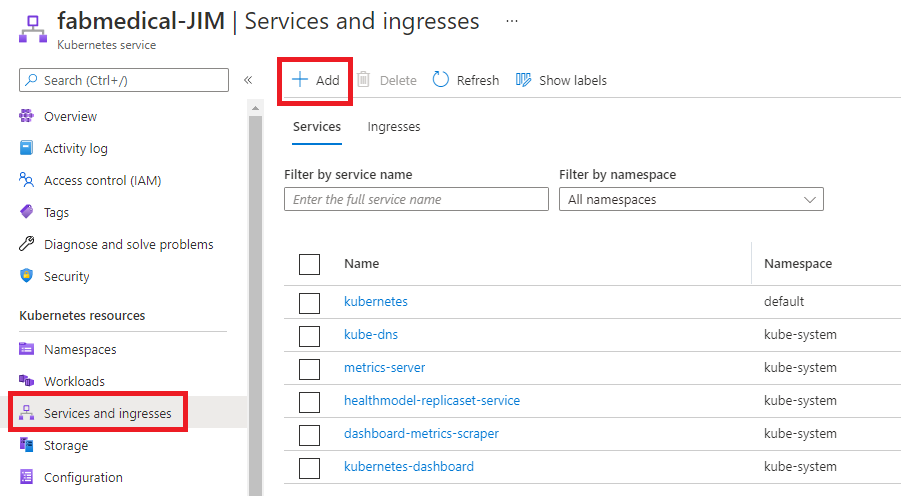 fabmedical-JIM | Services and ingresses ...
Kubernetes service
Search (Ctrl+/) «
Overview
Activity log
Access control (IAM)
Tags
Diagnose and solve problems
Security
Kubernetes resources
Namespaces
Workloads
Services and ingresses
Storage
Configuration
Add Delete Refresh Show labels
Services Ingresses
Filter by service name Filter by namespace
Enter the full service name All namespaces
Name Namespace
kubernetes default
kube-dns kube-system
metrics-server kube-system
healthmodel-replicaset-service kube-system
dashboard-metrics-scraper kube-system
kubernetes-dashboard kube-system